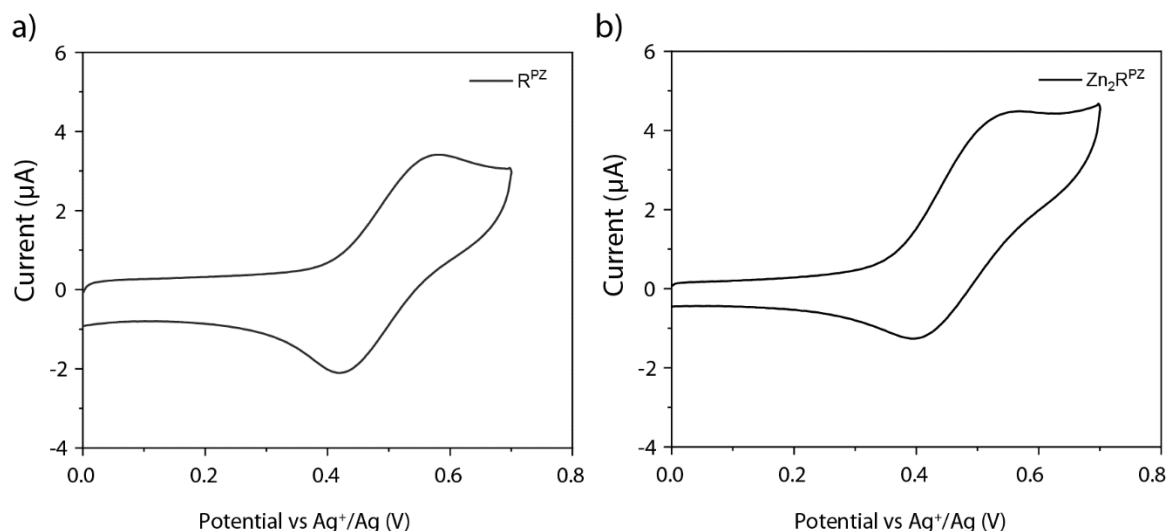 a)
R^PZ
6
4
2
0
-2
-4
0.0 0.2 0.4 0.6 0.8
Current (µA)
Potential vs Ag⁺/Ag (V)
b)
Zn₂R^PZ
6
4
2
0
-2
-4
0.0 0.2 0.4 0.6 0.8
Current (µA)
Potential vs Ag⁺/Ag (V)